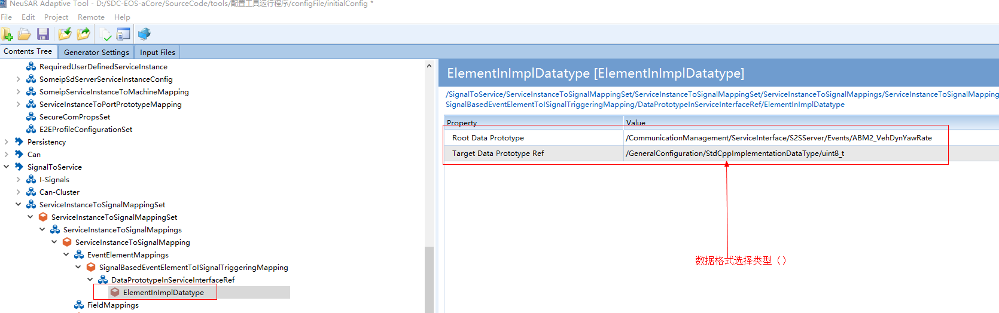 NeuSAR Adaptive Tool - D:/SDC-EOS-aCore/SourceCode/tools/配置工具运行程序/configFile/initialConfig *
File Edit Project Remote Help
Contents Tree Generator Settings Input Files
RequiredUserDefinedServiceInstance
SomeipSdServerServiceInstanceConfig
SomeipServiceInstanceToMachineMapping
ServiceInstanceToPortPrototypeMapping
SecureComPropsSet
E2EProfileConfigurationSet
Persistency
Can
SignalToService
I-Signals
Can-Cluster
ServiceInstanceToSignalMappingSet
ServiceInstanceToSignalMappingSet
ServiceInstanceToSignalMappings
ServiceInstanceToSignalMapping
EventElementMappings
SignalBasedEventElementToISignalTriggeringMapping
DataPrototypeInServiceInterfaceRef
ElementInImplDatatype
FieldMappings
ElementInImplDatatype [ElementInImplDatatype]
/SignalToService/ServiceInstanceToSignalMappingSet/ServiceInstanceToSignalMappingSet/ServiceInstanceToSignalMappings/ServiceInstanceToSignalMapping
SignalBasedEventElementToISignalTriggeringMapping/DataPrototypeInServiceInterfaceRef/ElementInImplDatatype
Property Value
Root Data Prototype /CommunicationManagement/ServiceInterface/S2SServer/Events/ABM2_VehDynYawRate
Target Data Prototype Ref /GeneralConfiguration/StdCppImplementationDataType/uint8_t
数据格式选择类型（）